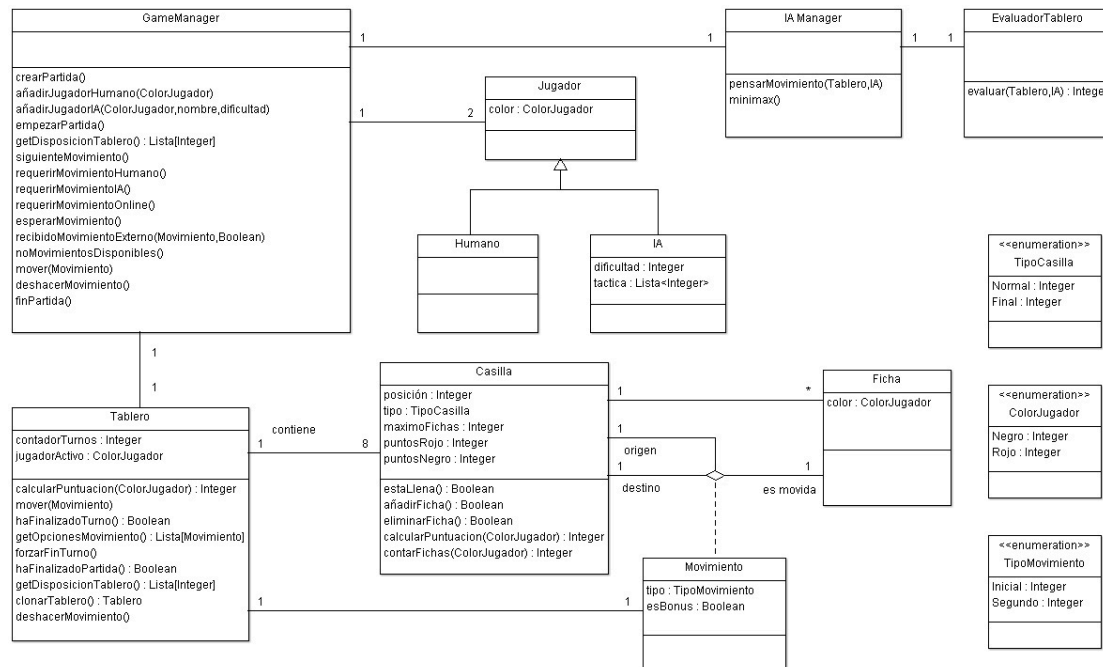 GameManager
crearPartida()
añadirJugadorHumano(ColorJugador)
añadirJugadorIA(ColorJugador,nombre,dificultad)
empezarPartida()
getDisposicionTablero() : Lista[Integer]
siguienteMovimiento()
requerirMovimientoHumano()
requerirMovimientoIA()
requerirMovimientoOnline()
esperarMovimiento()
recibidoMovimientoExterno(Movimiento,Boolean)
noMovimientosDisponibles()
mover(Movimiento)
deshacerMovimiento()
finPartida()
1
1
IA Manager
pensarMovimiento(Tablero,IA)
minimax()
1
1
EvaluadorTablero
evaluar(Tablero,IA) : Integer
1
2
Jugador
color : ColorJugador
Humano
IA
dificultad : Integer
tactica : Lista<Integer>
<<enumeration>>
TipoCasilla
Normal : Integer
Final : Integer
1
1
Tablero
contadorTurnos : Integer
jugadorActivo : ColorJugador
calcularPuntuacion(ColorJugador) : Integer
mover(Movimiento)
haFinalizadoTurno() : Boolean
getOpcionesMovimiento() : Lista[Movimiento]
forzarFinTurno()
haFinalizadoPartida() : Boolean
getDisposicionTablero() : Lista[Integer]
clonarTablero() : Tablero
deshacerMovimiento()
contiene
1
8
Casilla
posición : Integer
tipo : TipoCasilla
maximoFichas : Integer
puntosRojo : Integer
puntosNegro : Integer
estaLlena() : Boolean
añadirFicha() : Boolean
eliminarFicha() : Boolean
calcularPuntuacion(ColorJugador) : Integer
contarFichas(ColorJugador) : Integer
1
*
1
origen
1
destino
1
es movida
Ficha
color : ColorJugador
<<enumeration>>
ColorJugador
Negro : Integer
Rojo : Integer
1
1
Movimiento
tipo : TipoMovimiento
esBonus : Boolean
<<enumeration>>
TipoMovimiento
Inicial : Integer
Segundo : Integer